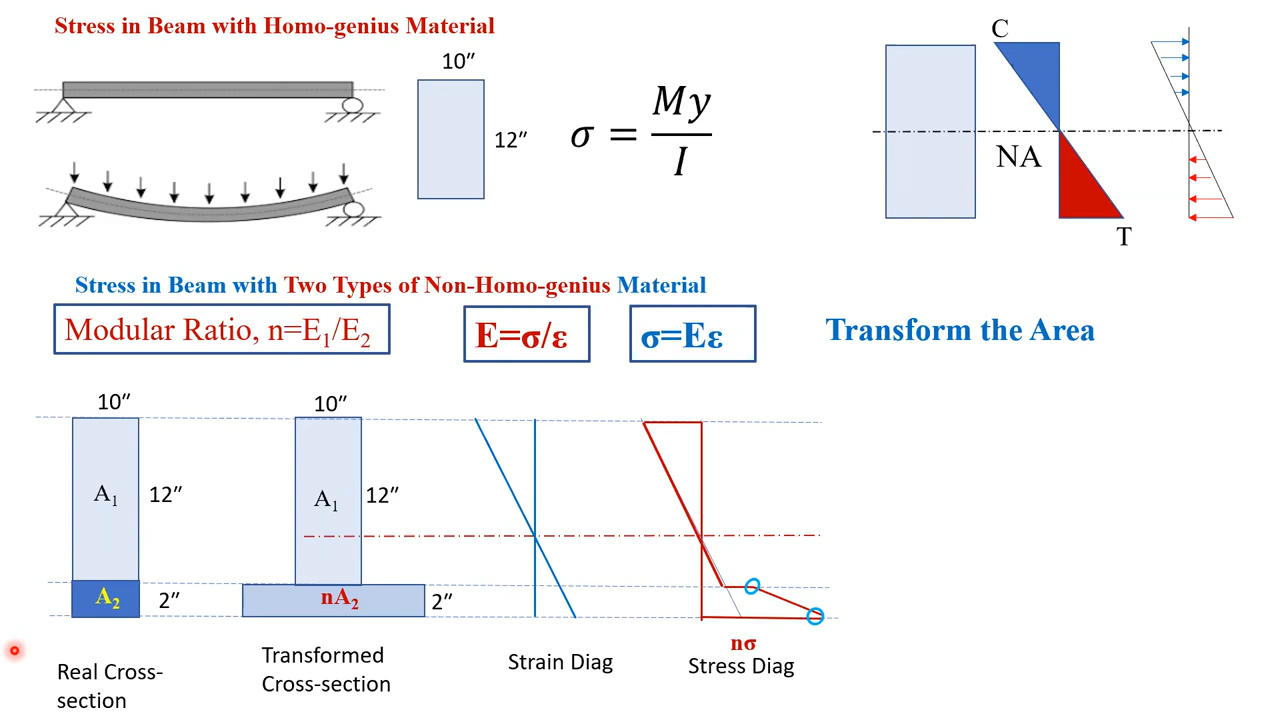 Stress in Beam with Homo-genius Material
10″
12″
σ = My/I
C
NA
T
Stress in Beam with Two Types of Non-Homo-genius Material
Modular Ratio, n=E₁/E₂
E=σ/ε
σ=Eε
Transform the Area
10″
A₁
12″
A₂
2″
Real Cross-
section
10″
A₁
12″
nA₂
2″
Transformed
Cross-section
Strain Diag
nσ
Stress Diag